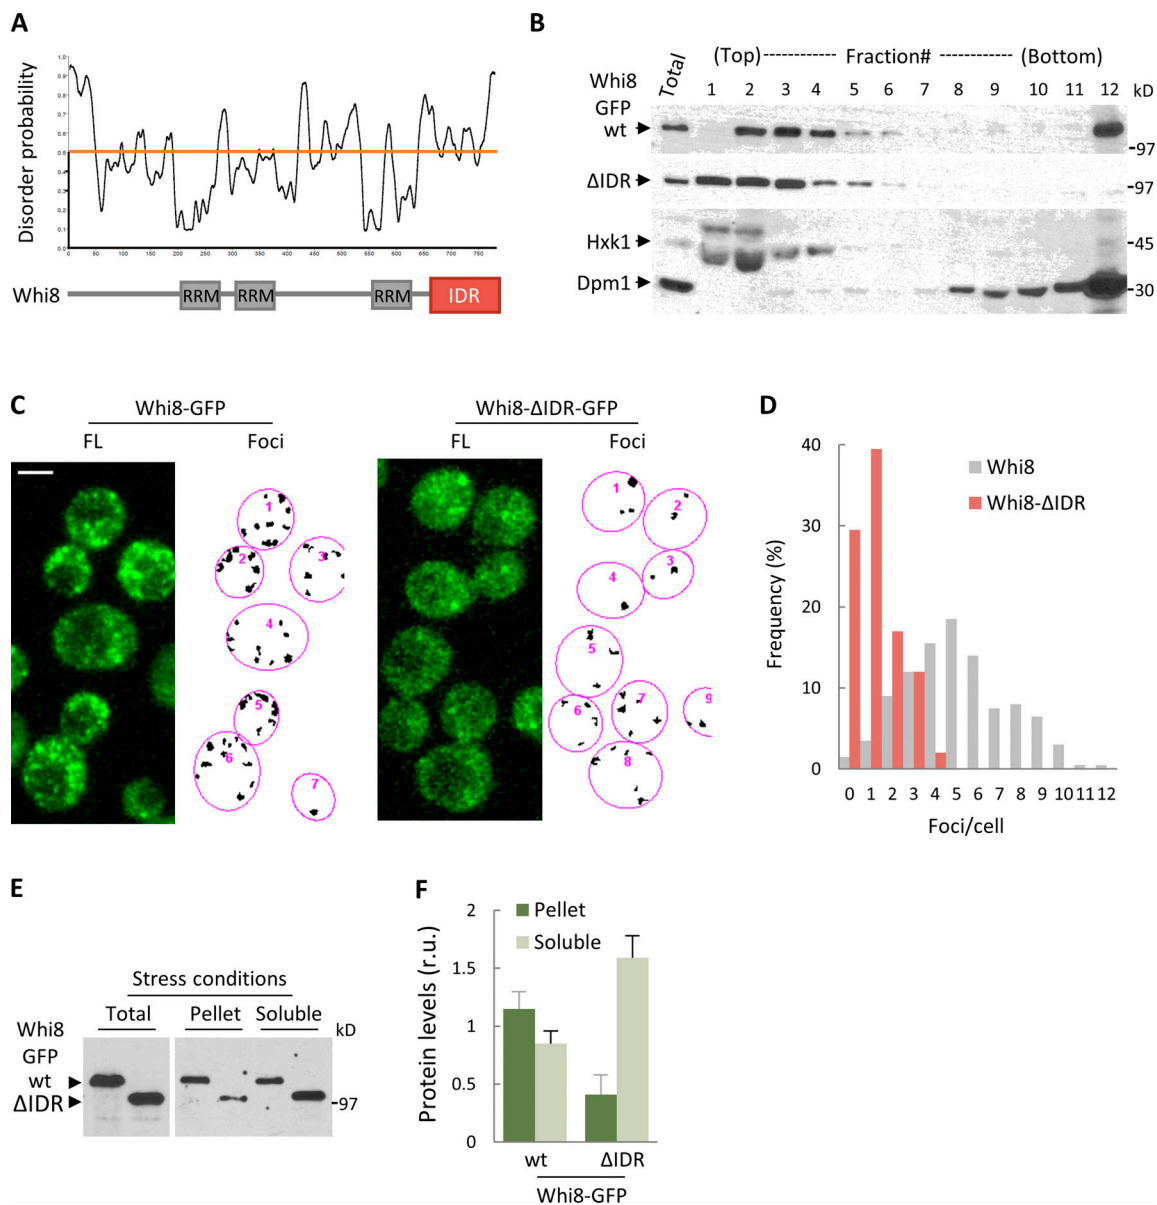 A
Disorder probability
1.0
0.9
0.8
0.7
0.6
0.5
0.4
0.3
0.2
0.1
0.0
0 50 100 150 200 250 300 350 400 450 500 550 600 650 700 750
Whi8 RRM RRM RRM IDR
B
(Top) Fraction# (Bottom)
Whi8 Total 1 2 3 4 5 6 7 8 9 10 11 12 kD
GFP
wt
-97
ΔIDR -97
Hxk1 -45
Dpm1 -30
C
Whi8-GFP
FL Foci
1
2
3
4
5
6
7
Whi8-ΔIDR-GFP
FL Foci
1
2
3
4
5
6
7
9
8
D
Whi8
Whi8-ΔIDR
Frequency (%)
40
30
20
10
0
0 1 2 3 4 5 6 7 8 9 10 11 12
Foci/cell
E
Stress conditions
Total Pellet Soluble
Whi8 kD
GFP
wt
ΔIDR -97
F
Pellet
Soluble
Protein levels (r.u.)
2
1.5
1
0.5
0
wt ΔIDR
Whi8-GFP